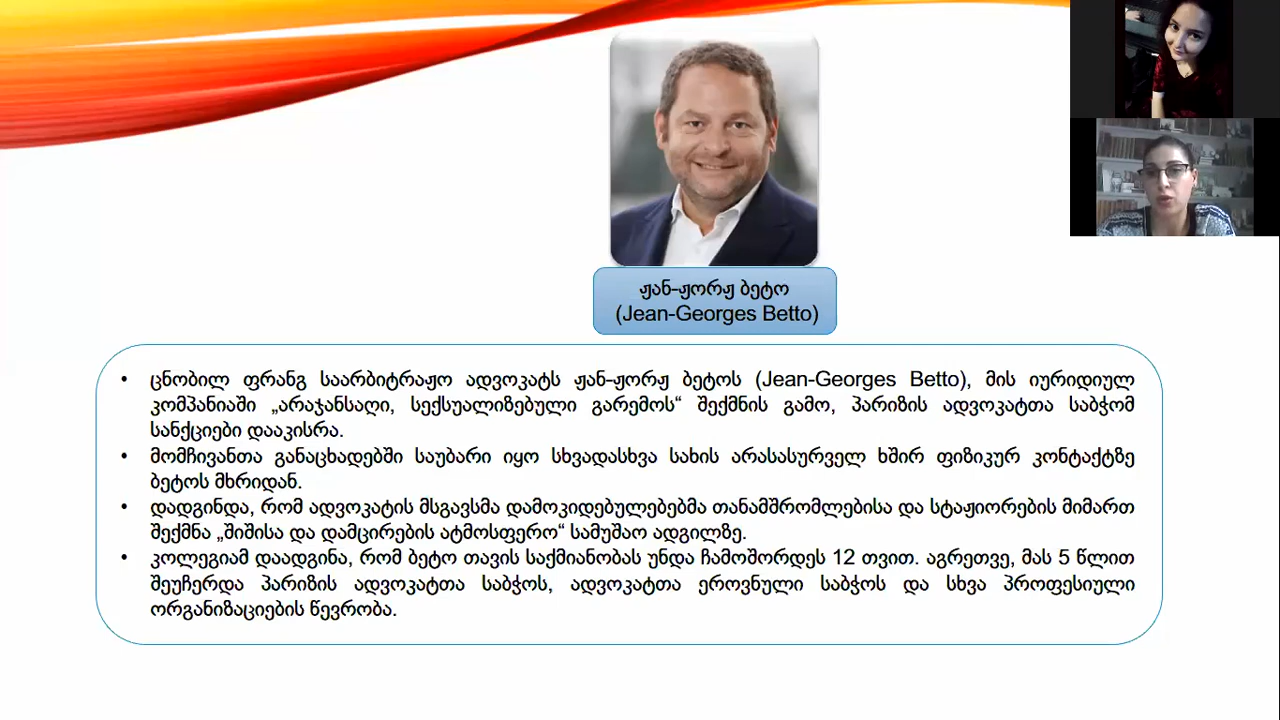 ჟან-ჟორჟ ბეტო
(Jean-Georges Betto)
• ცნობილ ფრანგ საარბიტრაჟო ადვოკატს ჟან-ჟორჟ ბეტოს (Jean-Georges Betto), მის იურიდიულ
კომპანიაში „არაჯანსაღი, სექსუალიზებული გარემოს“ შექმნის გამო, პარიზის ადვოკატთა საბჭომ
სანქციები დააკისრა.
• მომჩივანთა განაცხადებში საუბარი იყო სხვადასხვა სახის არასასურველ ხშირ ფიზიკურ კონტაქტზე
ბეტოს მხრიდან.
• დადგინდა, რომ ადვოკატის მსგავსმა დამოკიდებულებებმა თანამშრომლებისა და სტაჟიორების მიმართ
შექმნა „შიშისა და დამცირების ატმოსფერო“ სამუშაო ადგილზე.
• კოლეგიამ დაადგინა, რომ ბეტო თავის საქმიანობას უნდა ჩამოშორდეს 12 თვით. აგრეთვე, მას 5 წლით
შეუჩერდა პარიზის ადვოკატთა საბჭოს, ადვოკატთა ეროვნული საბჭოს და სხვა პროფესიული
ორგანიზაციების წევრობა.